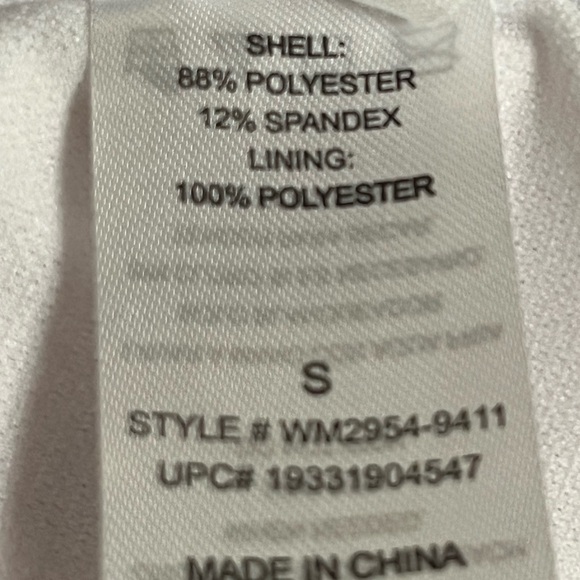 SHELL:
88% POLYESTER
12% SPANDEX
LINING:
100% POLYESTER
S
STYLE # WM2954-9411
UPC# 19331904547
MADE IN CHINA